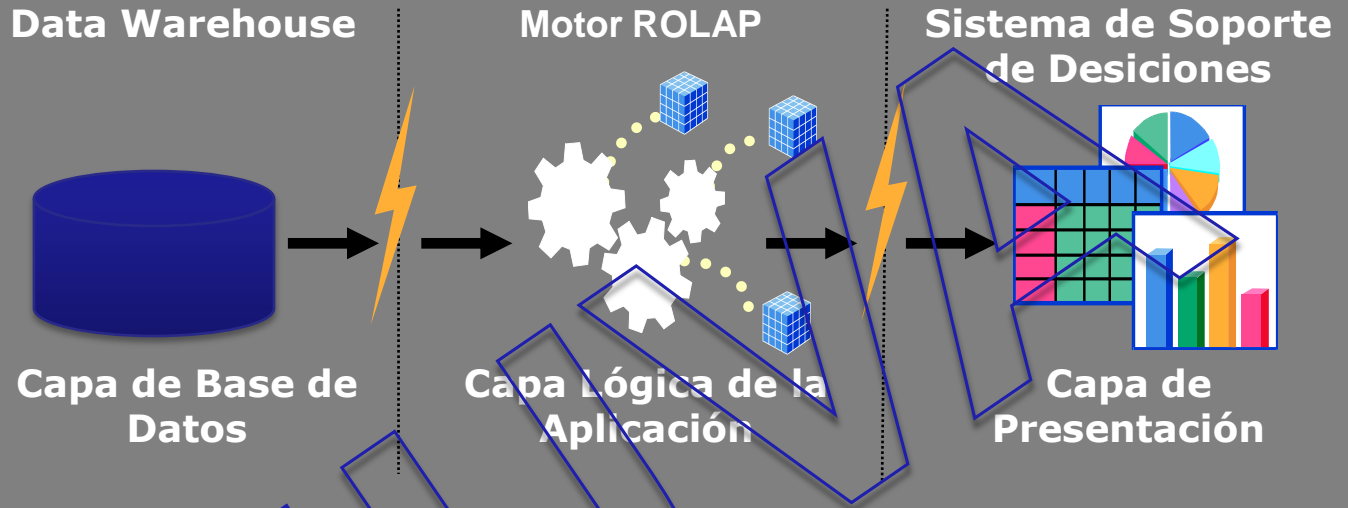 Data Warehouse
Motor ROLAP
Sistema de Soporte
de Desiciones
Capa de Base de
Datos
Capa Lógica de la
Aplicación
Capa de
Presentación